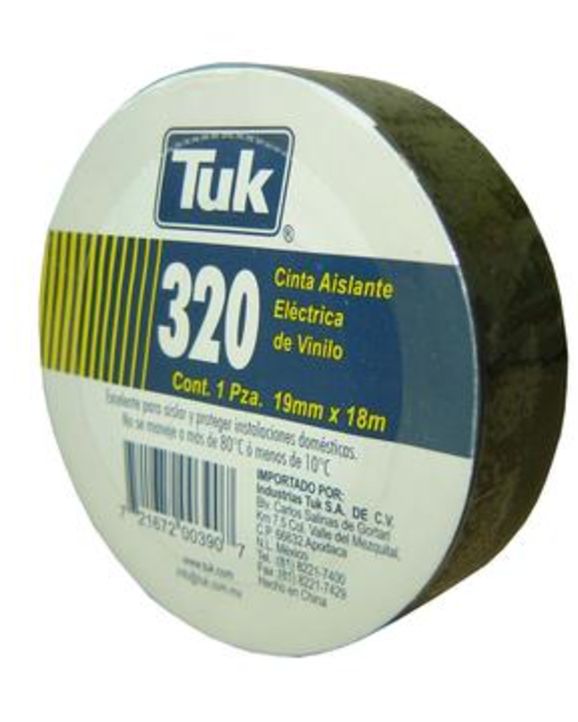 Tuk
®
320
Cinta Aislante
Eléctrica
de Vinilo
Cont. 1 Pza. 19mm x 18m
Excelente para aislar y proteger instalaciones domésticas.
No se maneje a más de 80°C ó menos de 10°C
7 21672 00390 7
www.tuk.com
info@tuk.com.mx
IMPORTADO POR:
Industrias Tuk S.A. DE C.V.
Blv. Carlos Salinas de Gortari
Km 7.5 Col. Valle del Mezquital,
C.P. 66632 Apodaca
N.L. México
Tel. (81) 8221-7400
Fax (81) 8221-7429
Hecho en China